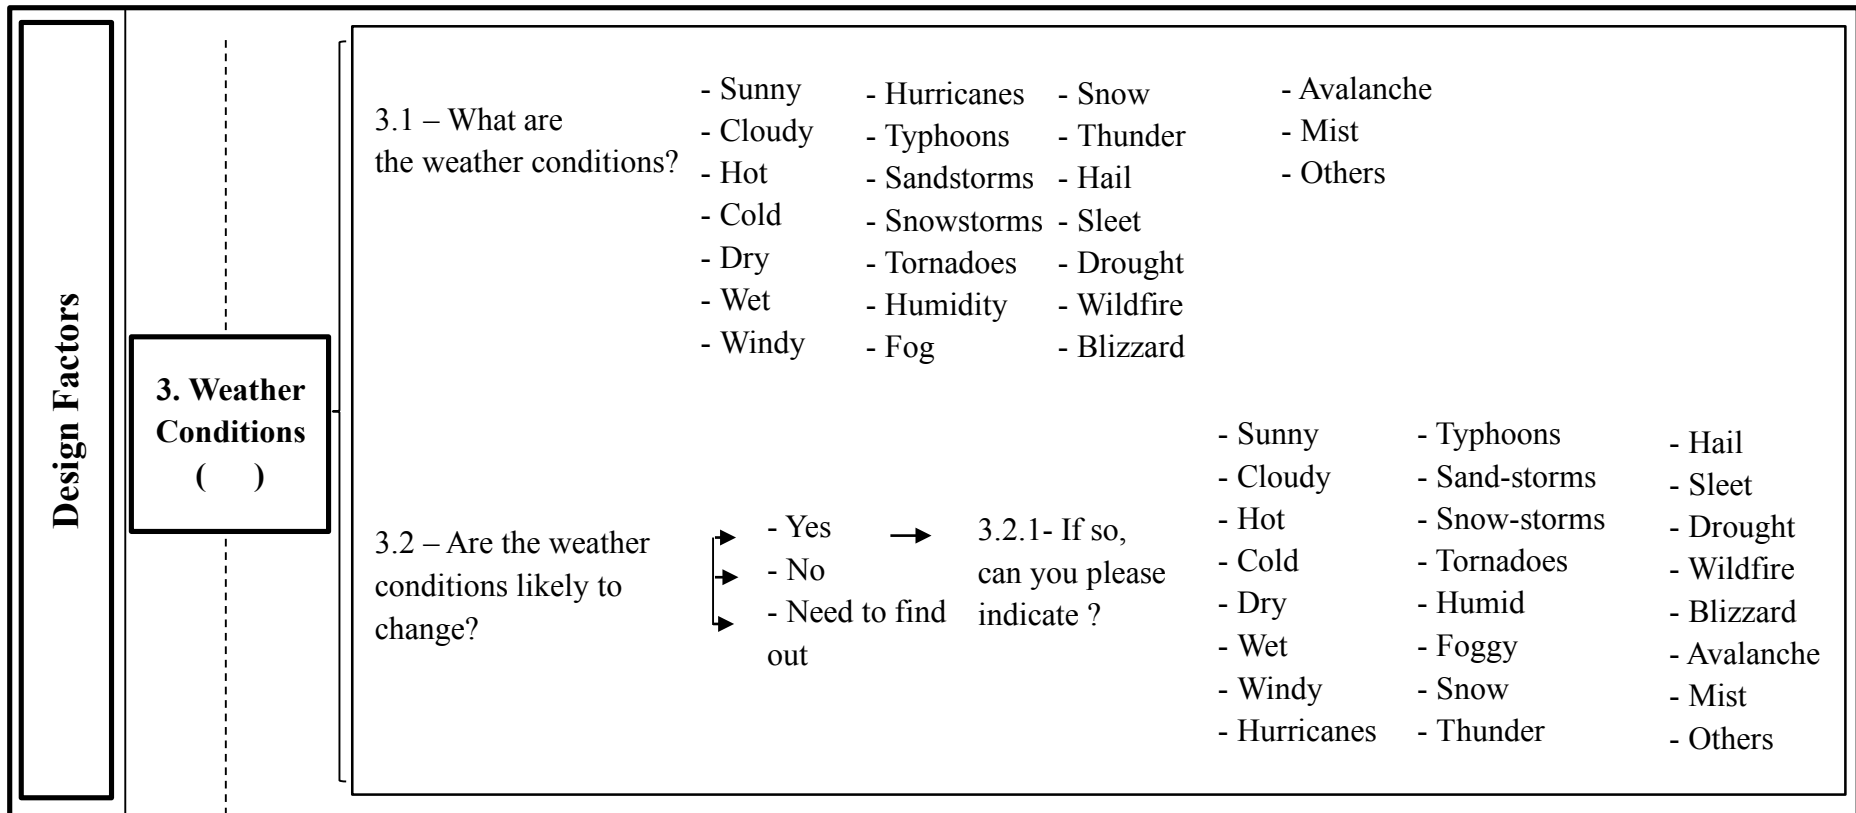 Design Factors
3. Weather
Conditions
(    )
3.1 – What are
the weather conditions?
- Sunny
- Cloudy
- Hot
- Cold
- Dry
- Wet
- Windy
- Hurricanes
- Typhoons
- Sandstorms
- Snowstorms
- Tornadoes
- Humidity
- Fog
- Snow
- Thunder
- Hail
- Sleet
- Drought
- Wildfire
- Blizzard
- Avalanche
- Mist
- Others
3.2 – Are the weather
conditions likely to
change?
- Yes
- No
- Need to find
out
3.2.1- If so,
can you please
indicate ?
- Sunny
- Cloudy
- Hot
- Cold
- Dry
- Wet
- Windy
- Hurricanes
- Typhoons
- Sand-storms
- Snow-storms
- Tornadoes
- Humid
- Foggy
- Snow
- Thunder
- Hail
- Sleet
- Drought
- Wildfire
- Blizzard
- Avalanche
- Mist
- Others